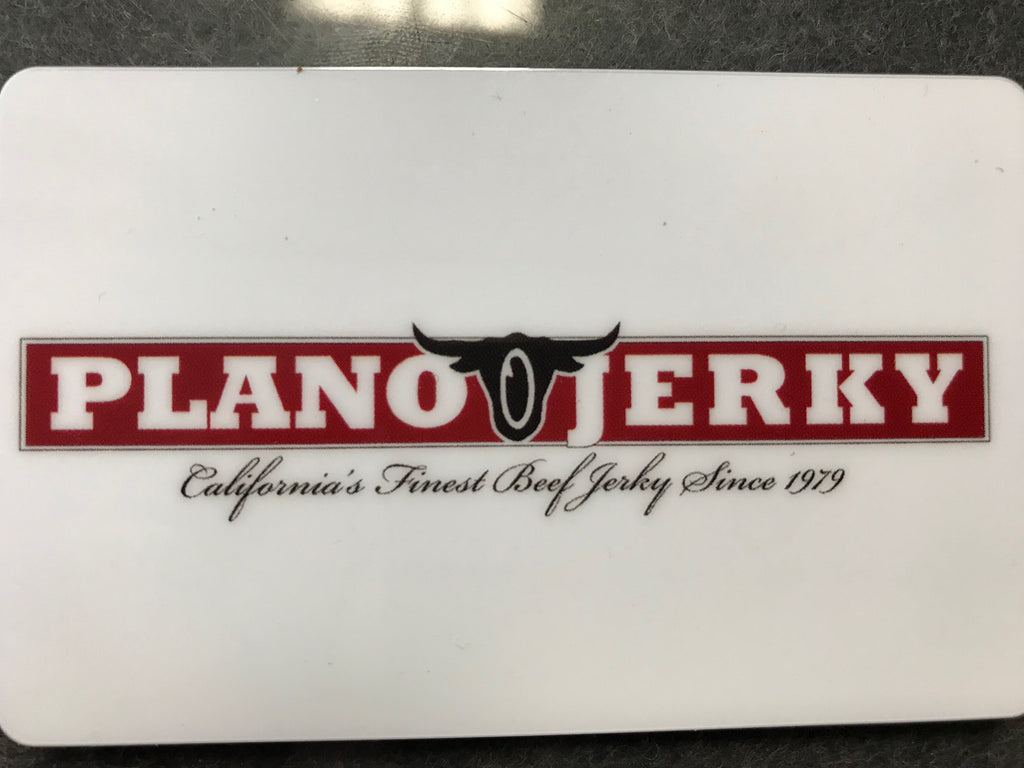 PLANO JERKY
California's Finest Beef Jerky Since 1979